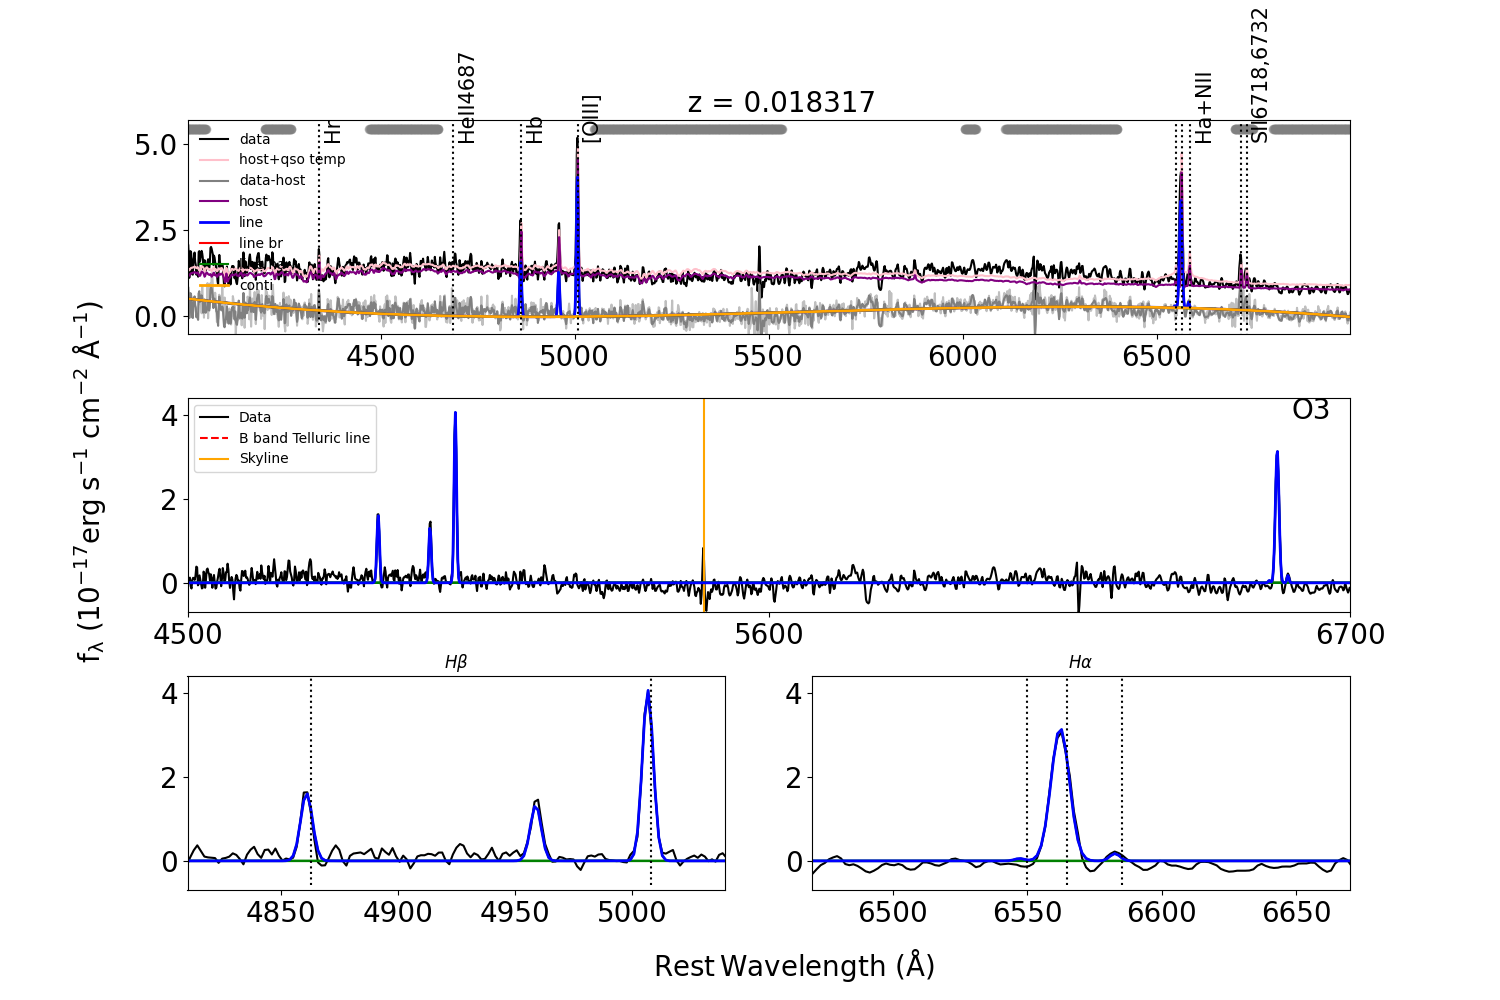 z = 0.018317
Hr
HeII4687
Hb
[OIII]
Ha+NII
SII6718,6732
data
host+qso temp
data-host
host
line
line br
conti
5.0
2.5
0.0
4500 5000 5500 6000 6500
O3
Data
B band Telluric line
Skyline
4
2
0
4500 5600 6700
fλ (10−17erg s−1 cm−2 Å−1)
Hβ
4
2
0
4850 4900 4950 5000
Hα
4
2
0
6500 6550 6600 6650
Rest Wavelength (Å)